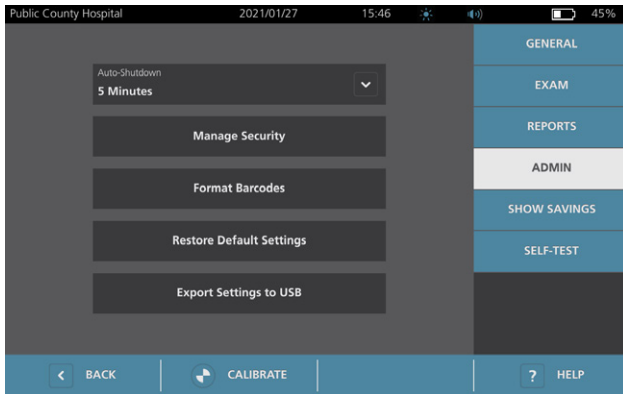 Public County Hospital 2021/01/27 15:46 45%
Auto-Shutdown
5 Minutes
Manage Security
Format Barcodes
Restore Default Settings
Export Settings to USB
GENERAL
EXAM
REPORTS
ADMIN
SHOW SAVINGS
SELF-TEST
BACK CALIBRATE ? HELP